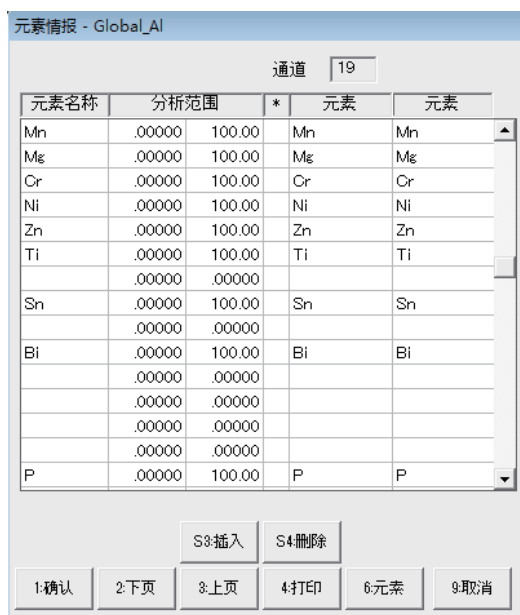 元素情报 - Global_Al
通道 19
元素名称 分析范围 * 元素 元素
Mn .00000 100.00 Mn Mn
Mg .00000 100.00 Mg Mg
Cr .00000 100.00 Cr Cr
Ni .00000 100.00 Ni Ni
Zn .00000 100.00 Zn Zn
Ti .00000 100.00 Ti Ti
.00000 .00000
Sn .00000 100.00 Sn Sn
.00000 .00000
Bi .00000 100.00 Bi Bi
.00000 .00000
.00000 .00000
.00000 .00000
.00000 .00000
P .00000 100.00 P P
S3:插入 S4:删除
1:确认 2:下页 3:上页 4:打印 6:元素 9:取消